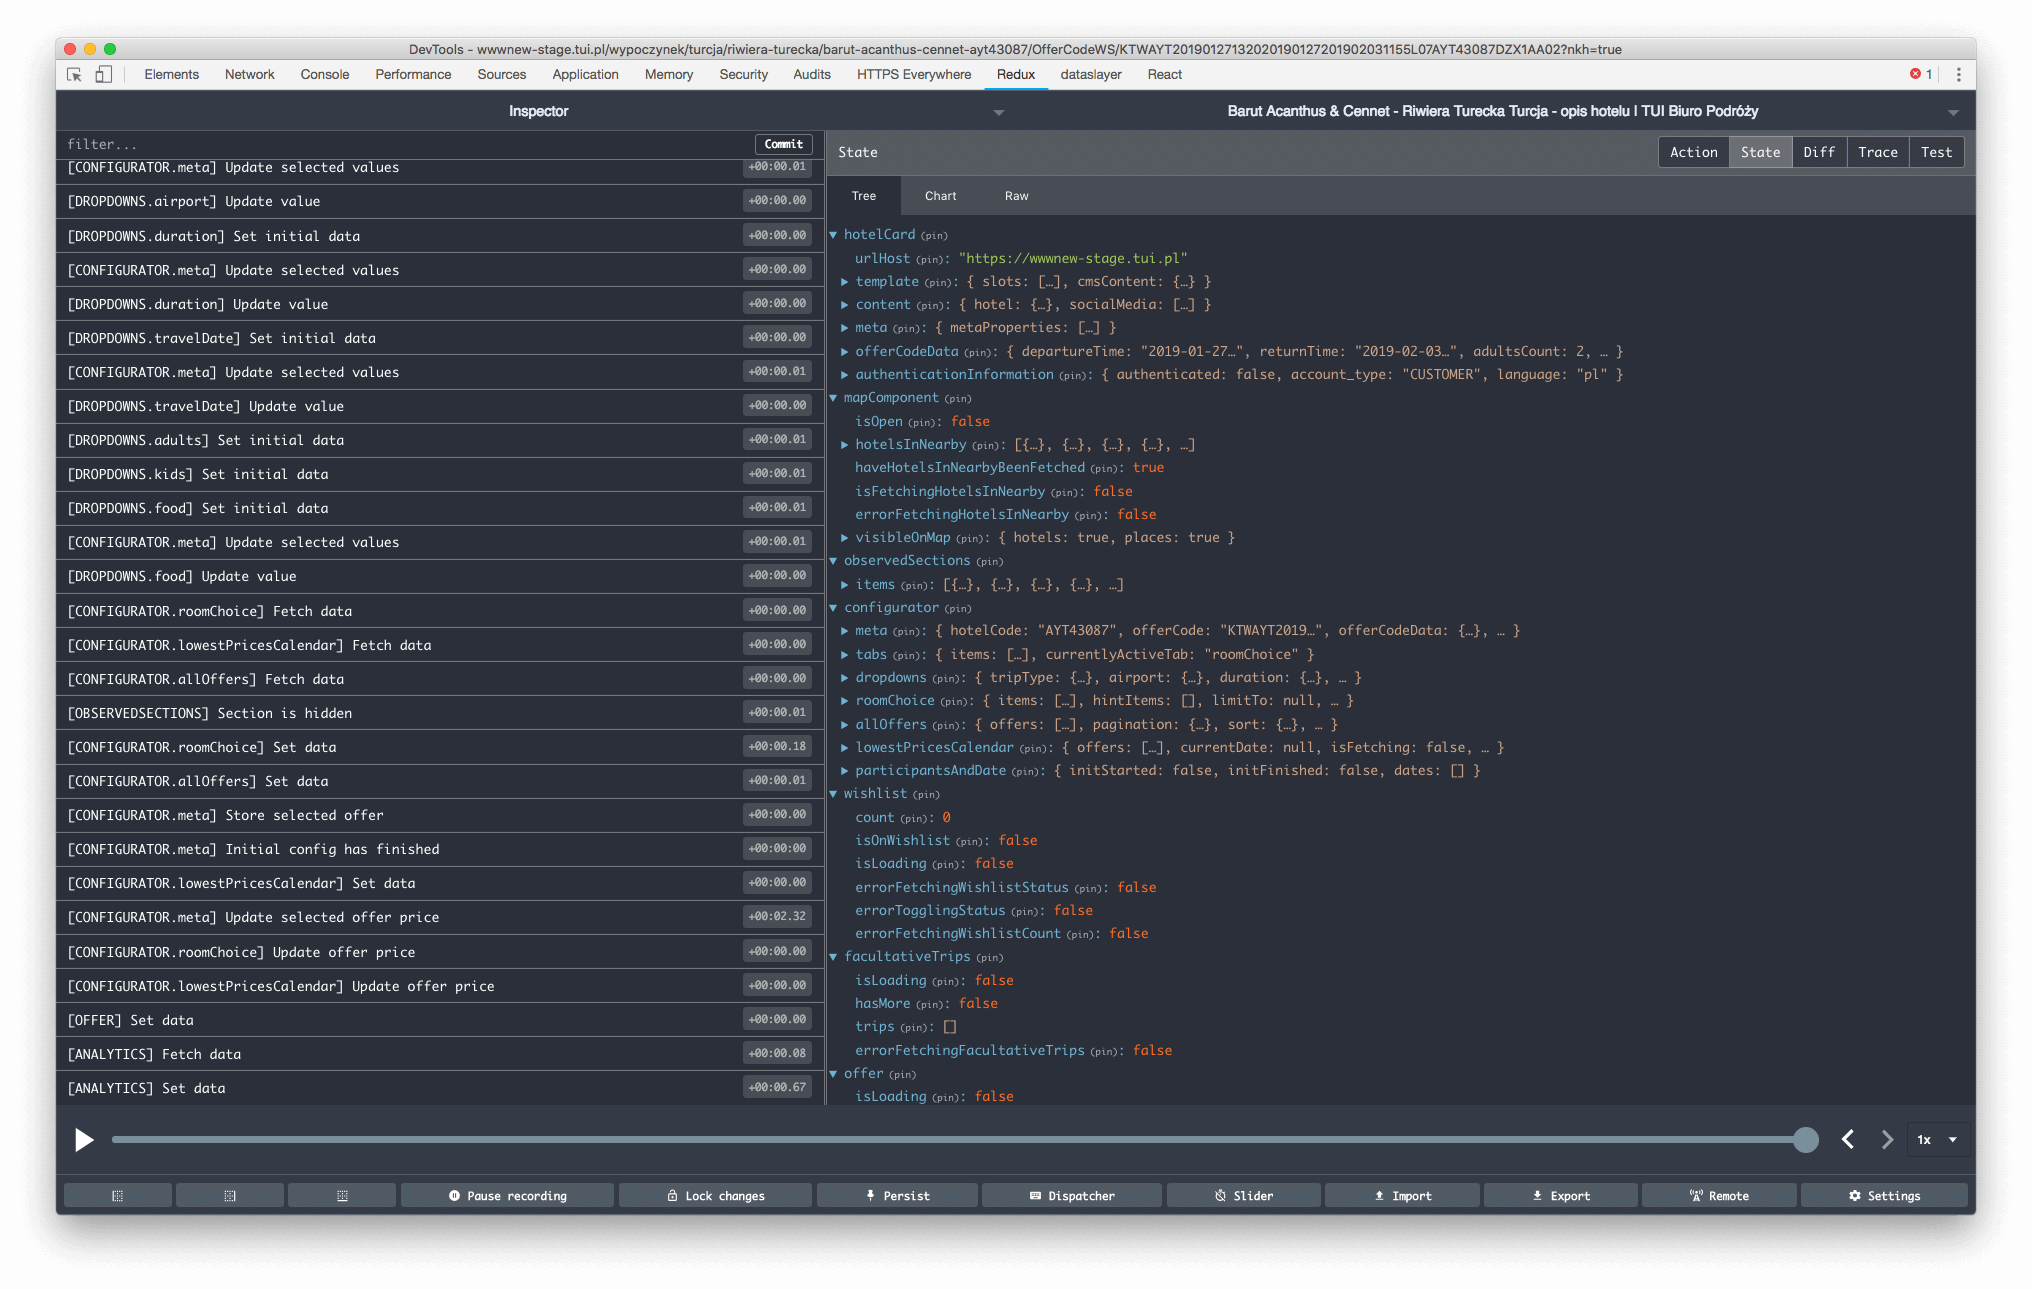 DevTools - wwwnew-stage.tui.pl/wypoczynek/turcja/riwiera-turecka/barut-acanthus-cennet-ayt43087/OfferCodeWS/KTWAYT20190127132020190127201902031155L07AYT43087DZX1AA02?nkh=true
Elements Network Console Performance Sources Application Memory Security Audits HTTPS Everywhere Redux dataslayer React 1
Inspector
Barut Acanthus & Cennet - Riwiera Turecka Turcja - opis hotelu | TUI Biuro Podróży
filter... Commit
[CONFIGURATOR.meta] Update selected values +00:00.01
[DROPDOWNS.airport] Update value +00:00.00
[DROPDOWNS.duration] Set initial data +00:00.00
[CONFIGURATOR.meta] Update selected values +00:00.00
[DROPDOWNS.duration] Update value +00:00.00
[DROPDOWNS.travelDate] Set initial data +00:00.00
[CONFIGURATOR.meta] Update selected values +00:00.01
[DROPDOWNS.travelDate] Update value +00:00.00
[DROPDOWNS.adults] Set initial data +00:00.01
[DROPDOWNS.kids] Set initial data +00:00.01
[DROPDOWNS.food] Set initial data +00:00.01
[CONFIGURATOR.meta] Update selected values +00:00.01
[DROPDOWNS.food] Update value +00:00.00
[CONFIGURATOR.roomChoice] Fetch data +00:00.00
[CONFIGURATOR.lowestPricesCalendar] Fetch data +00:00.00
[CONFIGURATOR.allOffers] Fetch data +00:00.00
[OBSERVEDSECTIONS] Section is hidden +00:00.01
[CONFIGURATOR.roomChoice] Set data +00:00.18
[CONFIGURATOR.allOffers] Set data +00:00.01
[CONFIGURATOR.meta] Store selected offer +00:00.00
[CONFIGURATOR.meta] Initial config has finished +00:00:00
[CONFIGURATOR.lowestPricesCalendar] Set data +00:00.00
[CONFIGURATOR.meta] Update selected offer price +00:02.32
[CONFIGURATOR.roomChoice] Update offer price +00:00.00
[CONFIGURATOR.lowestPricesCalendar] Update offer price +00:00.00
[OFFER] Set data +00:00.00
[ANALYTICS] Fetch data +00:00.08
[ANALYTICS] Set data +00:00.67
State Action State Diff Trace Test
Tree Chart Raw
hotelCard (pin)
urlHost (pin): "https://wwwnew-stage.tui.pl"
template (pin): { slots: […], cmsContent: {…} }
content (pin): { hotel: {…}, socialMedia: […] }
meta (pin): { metaProperties: […] }
offerCodeData (pin): { departureTime: "2019-01-27…", returnTime: "2019-02-03…", adultsCount: 2, … }
authenticationInformation (pin): { authenticated: false, account_type: "CUSTOMER", language: "pl" }
mapComponent (pin)
isOpen (pin): false
hotelsInNearby (pin): [{…}, {…}, {…}, {…}, …]
haveHotelsInNearbyBeenFetched (pin): true
isFetchingHotelsInNearby (pin): false
errorFetchingHotelsInNearby (pin): false
visibleOnMap (pin): { hotels: true, places: true }
observedSections (pin)
items (pin): [{…}, {…}, {…}, {…}, …]
configurator (pin)
meta (pin): { hotelCode: "AYT43087", offerCode: "KTWAYT2019…", offerCodeData: {…}, … }
tabs (pin): { items: […], currentlyActiveTab: "roomChoice" }
dropdowns (pin): { tripType: {…}, airport: {…}, duration: {…}, … }
roomChoice (pin): { items: […], hintItems: [], limitTo: null, … }
allOffers (pin): { offers: […], pagination: {…}, sort: {…}, … }
lowestPricesCalendar (pin): { offers: […], currentDate: null, isFetching: false, … }
participantsAndDate (pin): { initStarted: false, initFinished: false, dates: [] }
wishlist (pin)
count (pin): 0
isOnWishlist (pin): false
isLoading (pin): false
errorFetchingWishlistStatus (pin): false
errorTogglingStatus (pin): false
errorFetchingWishlistCount (pin): false
facultativeTrips (pin)
isLoading (pin): false
hasMore (pin): false
trips (pin): []
errorFetchingFacultativeTrips (pin): false
offer (pin)
isLoading (pin): false
1x
Pause recording Lock changes Persist Dispatcher Slider Import Export Remote Settings